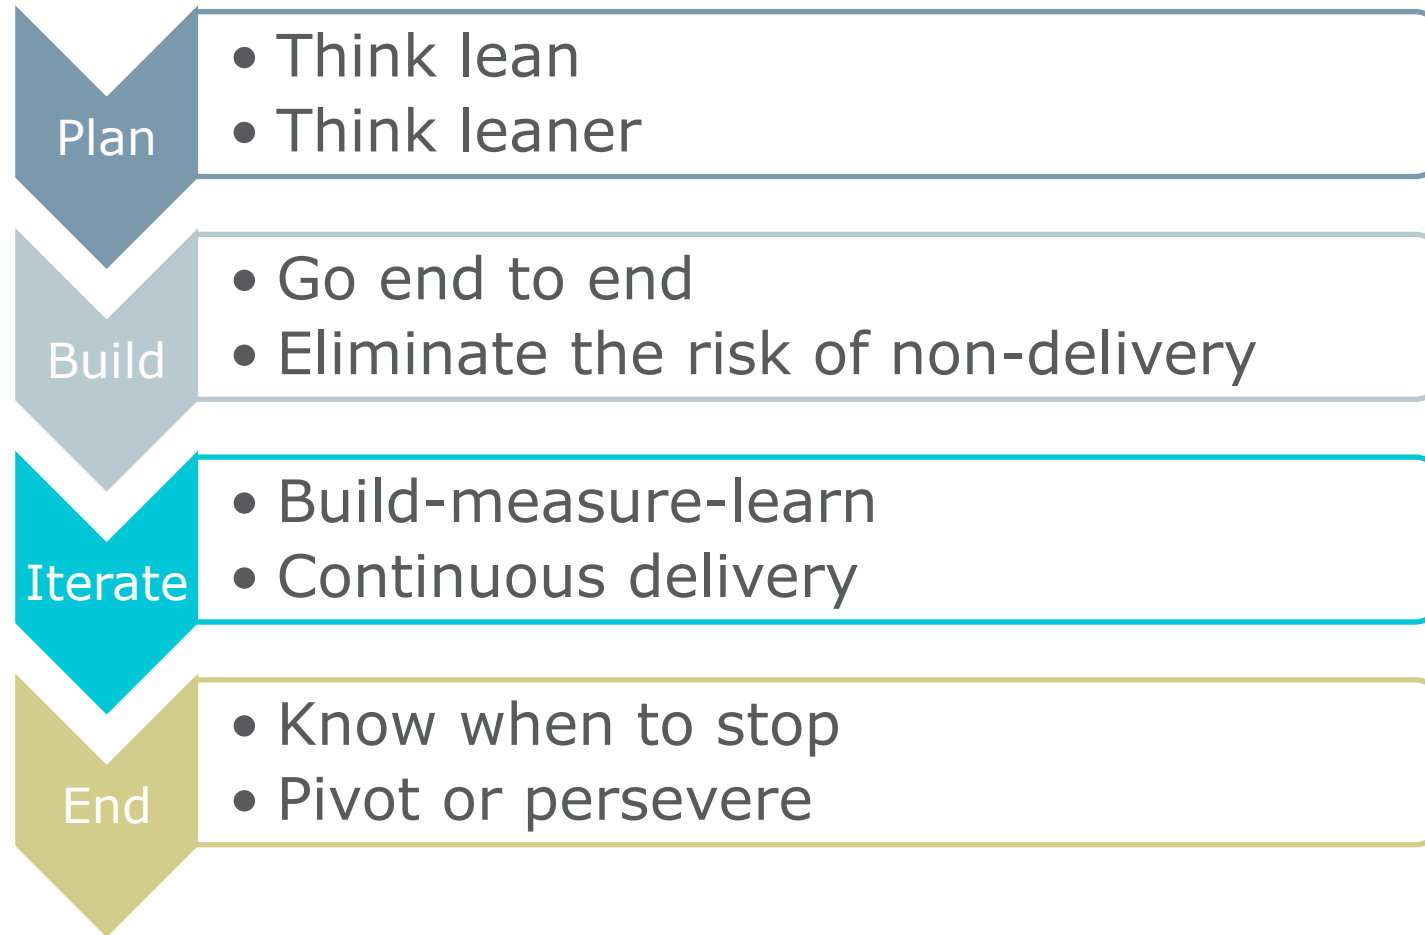 Plan
• Think lean
• Think leaner
Build
• Go end to end
• Eliminate the risk of non-delivery
Iterate
• Build-measure-learn
• Continuous delivery
End
• Know when to stop
• Pivot or persevere